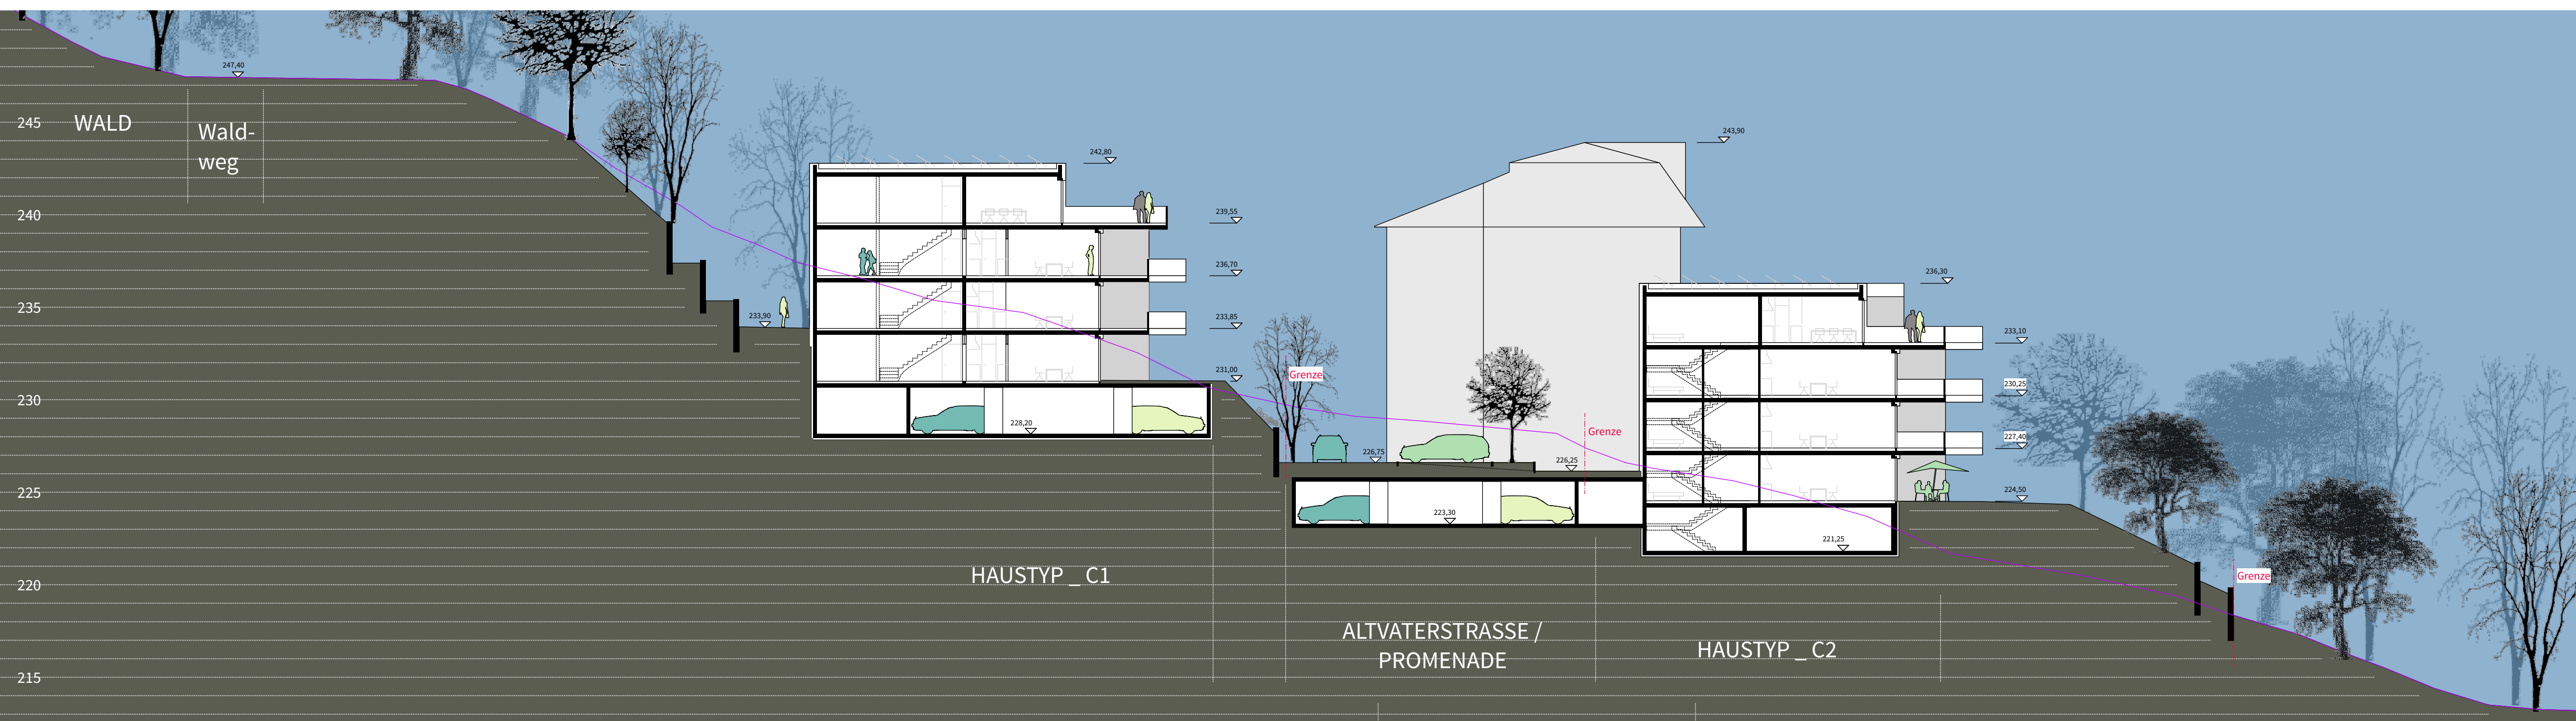 247,40
245
WALD
Wald-
weg
243,90
242,80
240
239,55
236,70
236,30
235
233,90
233,85
233,10
231,00
Grenze
230,25
230
228,20
Grenze
227,40
226,75
226,25
225
224,50
223,30
221,25
220
HAUSTYP _ C1
Grenze
ALTVATERSTRASSE /
PROMENADE
HAUSTYP _ C2
215